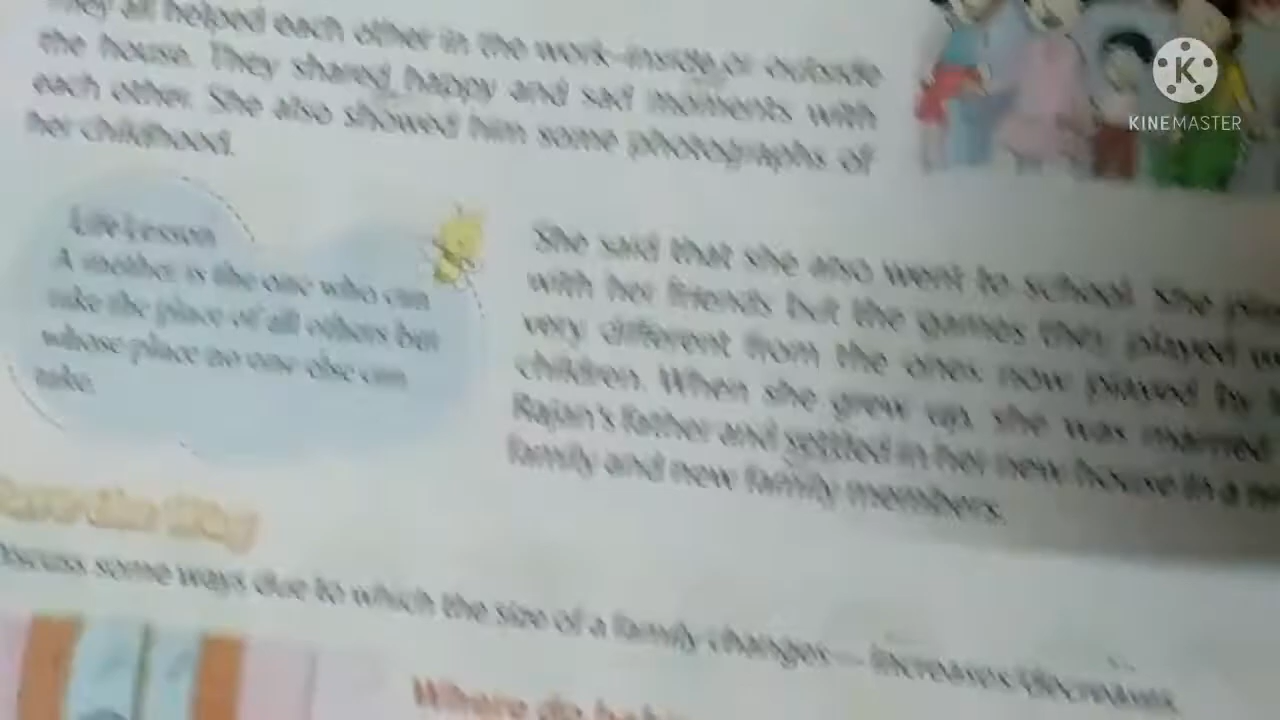 They all helped each other in the work—inside or outside
the house. They shared happy and sad moments with
each other. She also showed him some photographs of
her childhood.
KINEMASTER
Life Lesson
A mother is the one who can
take the place of all others but
whose place no one else can
take.
She said that she also went to school. She
with her friends but the games they played
very different from the ones now played by
children. When she grew up, she was married
Rajan's father and settled in her new house in a
family and new family members.
Discuss some ways due to which the size of a family changes—increases/decreases.
Where do